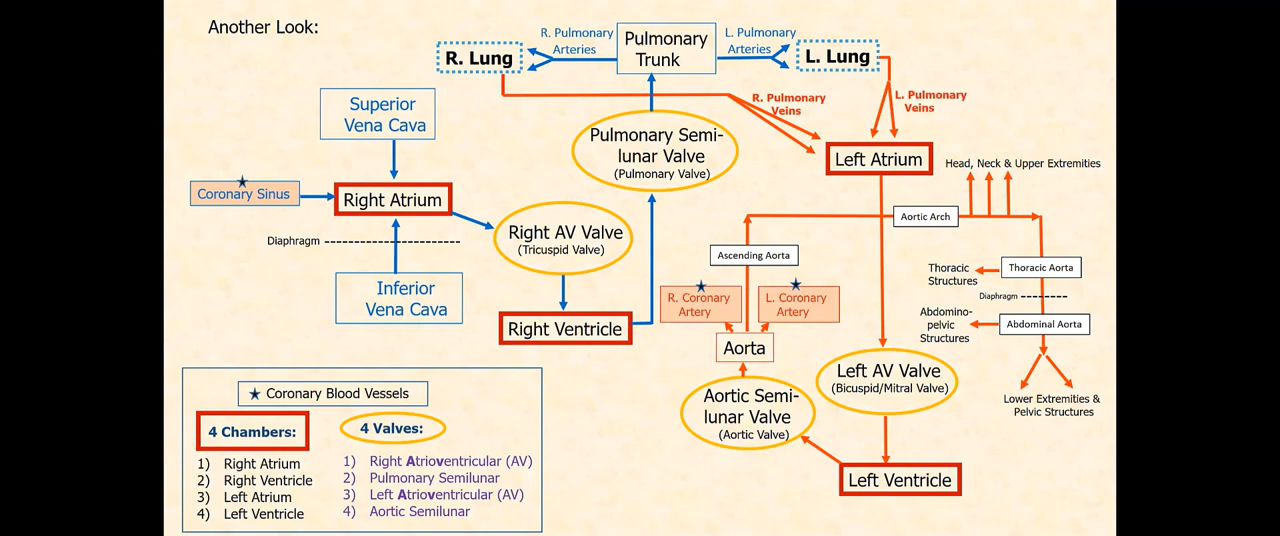 Another Look:
R. Pulmonary
Arteries
Pulmonary
Trunk
L. Pulmonary
Arteries
R. Lung
L. Lung
R. Pulmonary
Veins
L. Pulmonary
Veins
Superior
Vena Cava
Pulmonary Semi-
lunar Valve
(Pulmonary Valve)
Left Atrium
Head, Neck & Upper Extremities
Coronary Sinus
Right Atrium
Aortic Arch
Right AV Valve
(Tricuspid Valve)
Diaphragm
Ascending Aorta
Thoracic
Structures
Thoracic Aorta
Inferior
Vena Cava
R. Coronary
Artery
L. Coronary
Artery
Diaphragm
Right Ventricle
Abdomino-
pelvic
Structures
Abdominal Aorta
Aorta
Left AV Valve
(Bicuspid/Mitral Valve)
Aortic Semi-
lunar Valve
(Aortic Valve)
Lower Extremities &
Pelvic Structures
Left Ventricle
Coronary Blood Vessels
4 Chambers:
1) Right Atrium
2) Right Ventricle
3) Left Atrium
4) Left Ventricle
4 Valves:
1) Right Atrioventricular (AV)
2) Pulmonary Semilunar
3) Left Atrioventricular (AV)
4) Aortic Semilunar